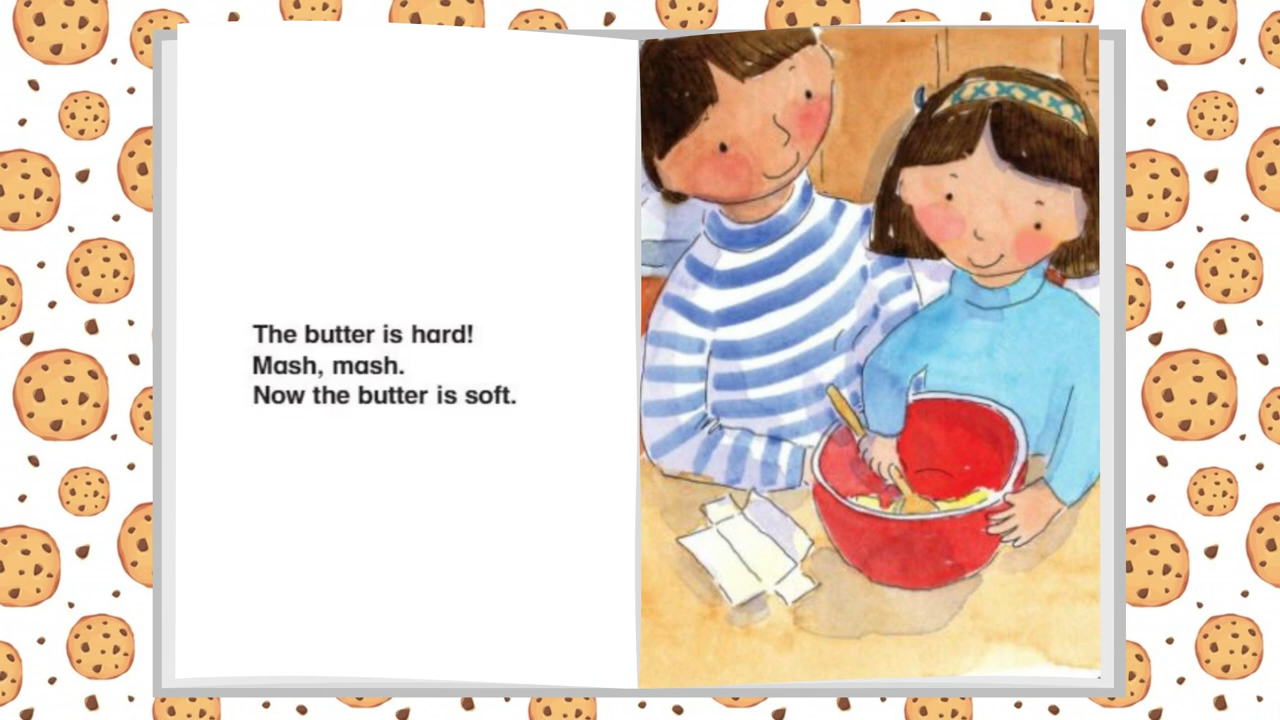 The butter is hard!
Mash, mash.
Now the butter is soft.